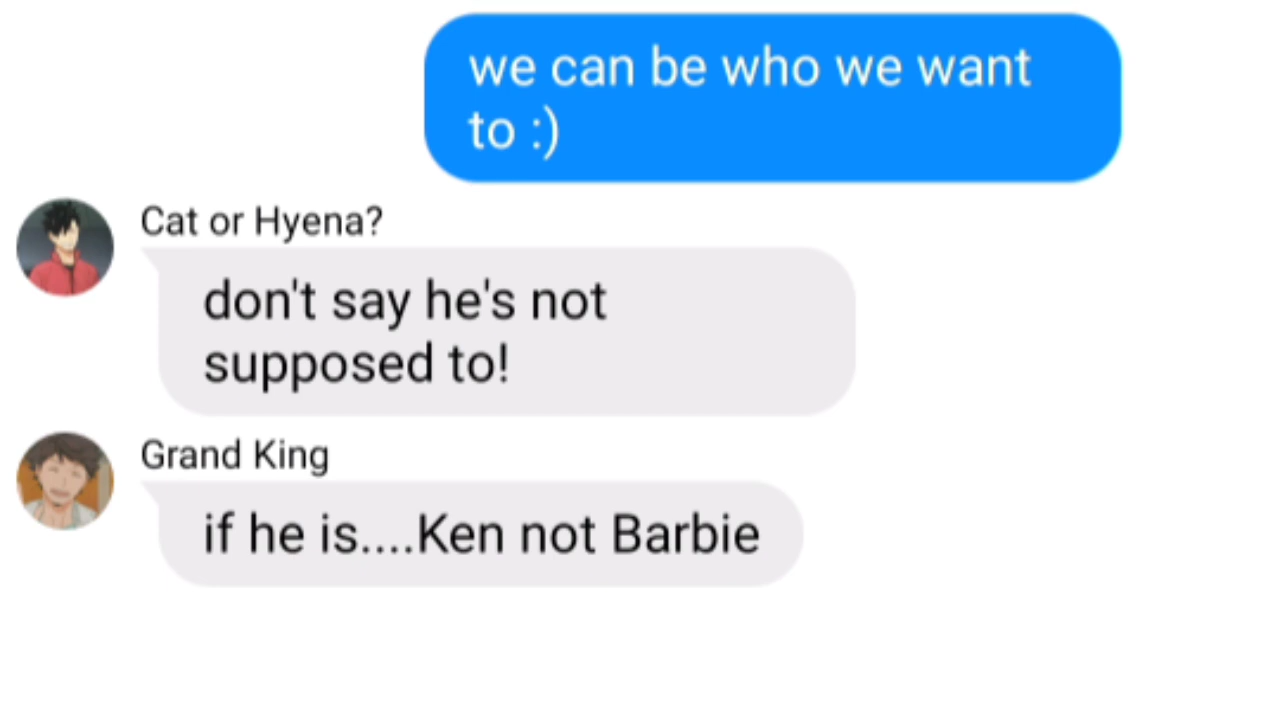 we can be who we want
to :)
Cat or Hyena?
don't say he's not
supposed to!
Grand King
if he is....Ken not Barbie